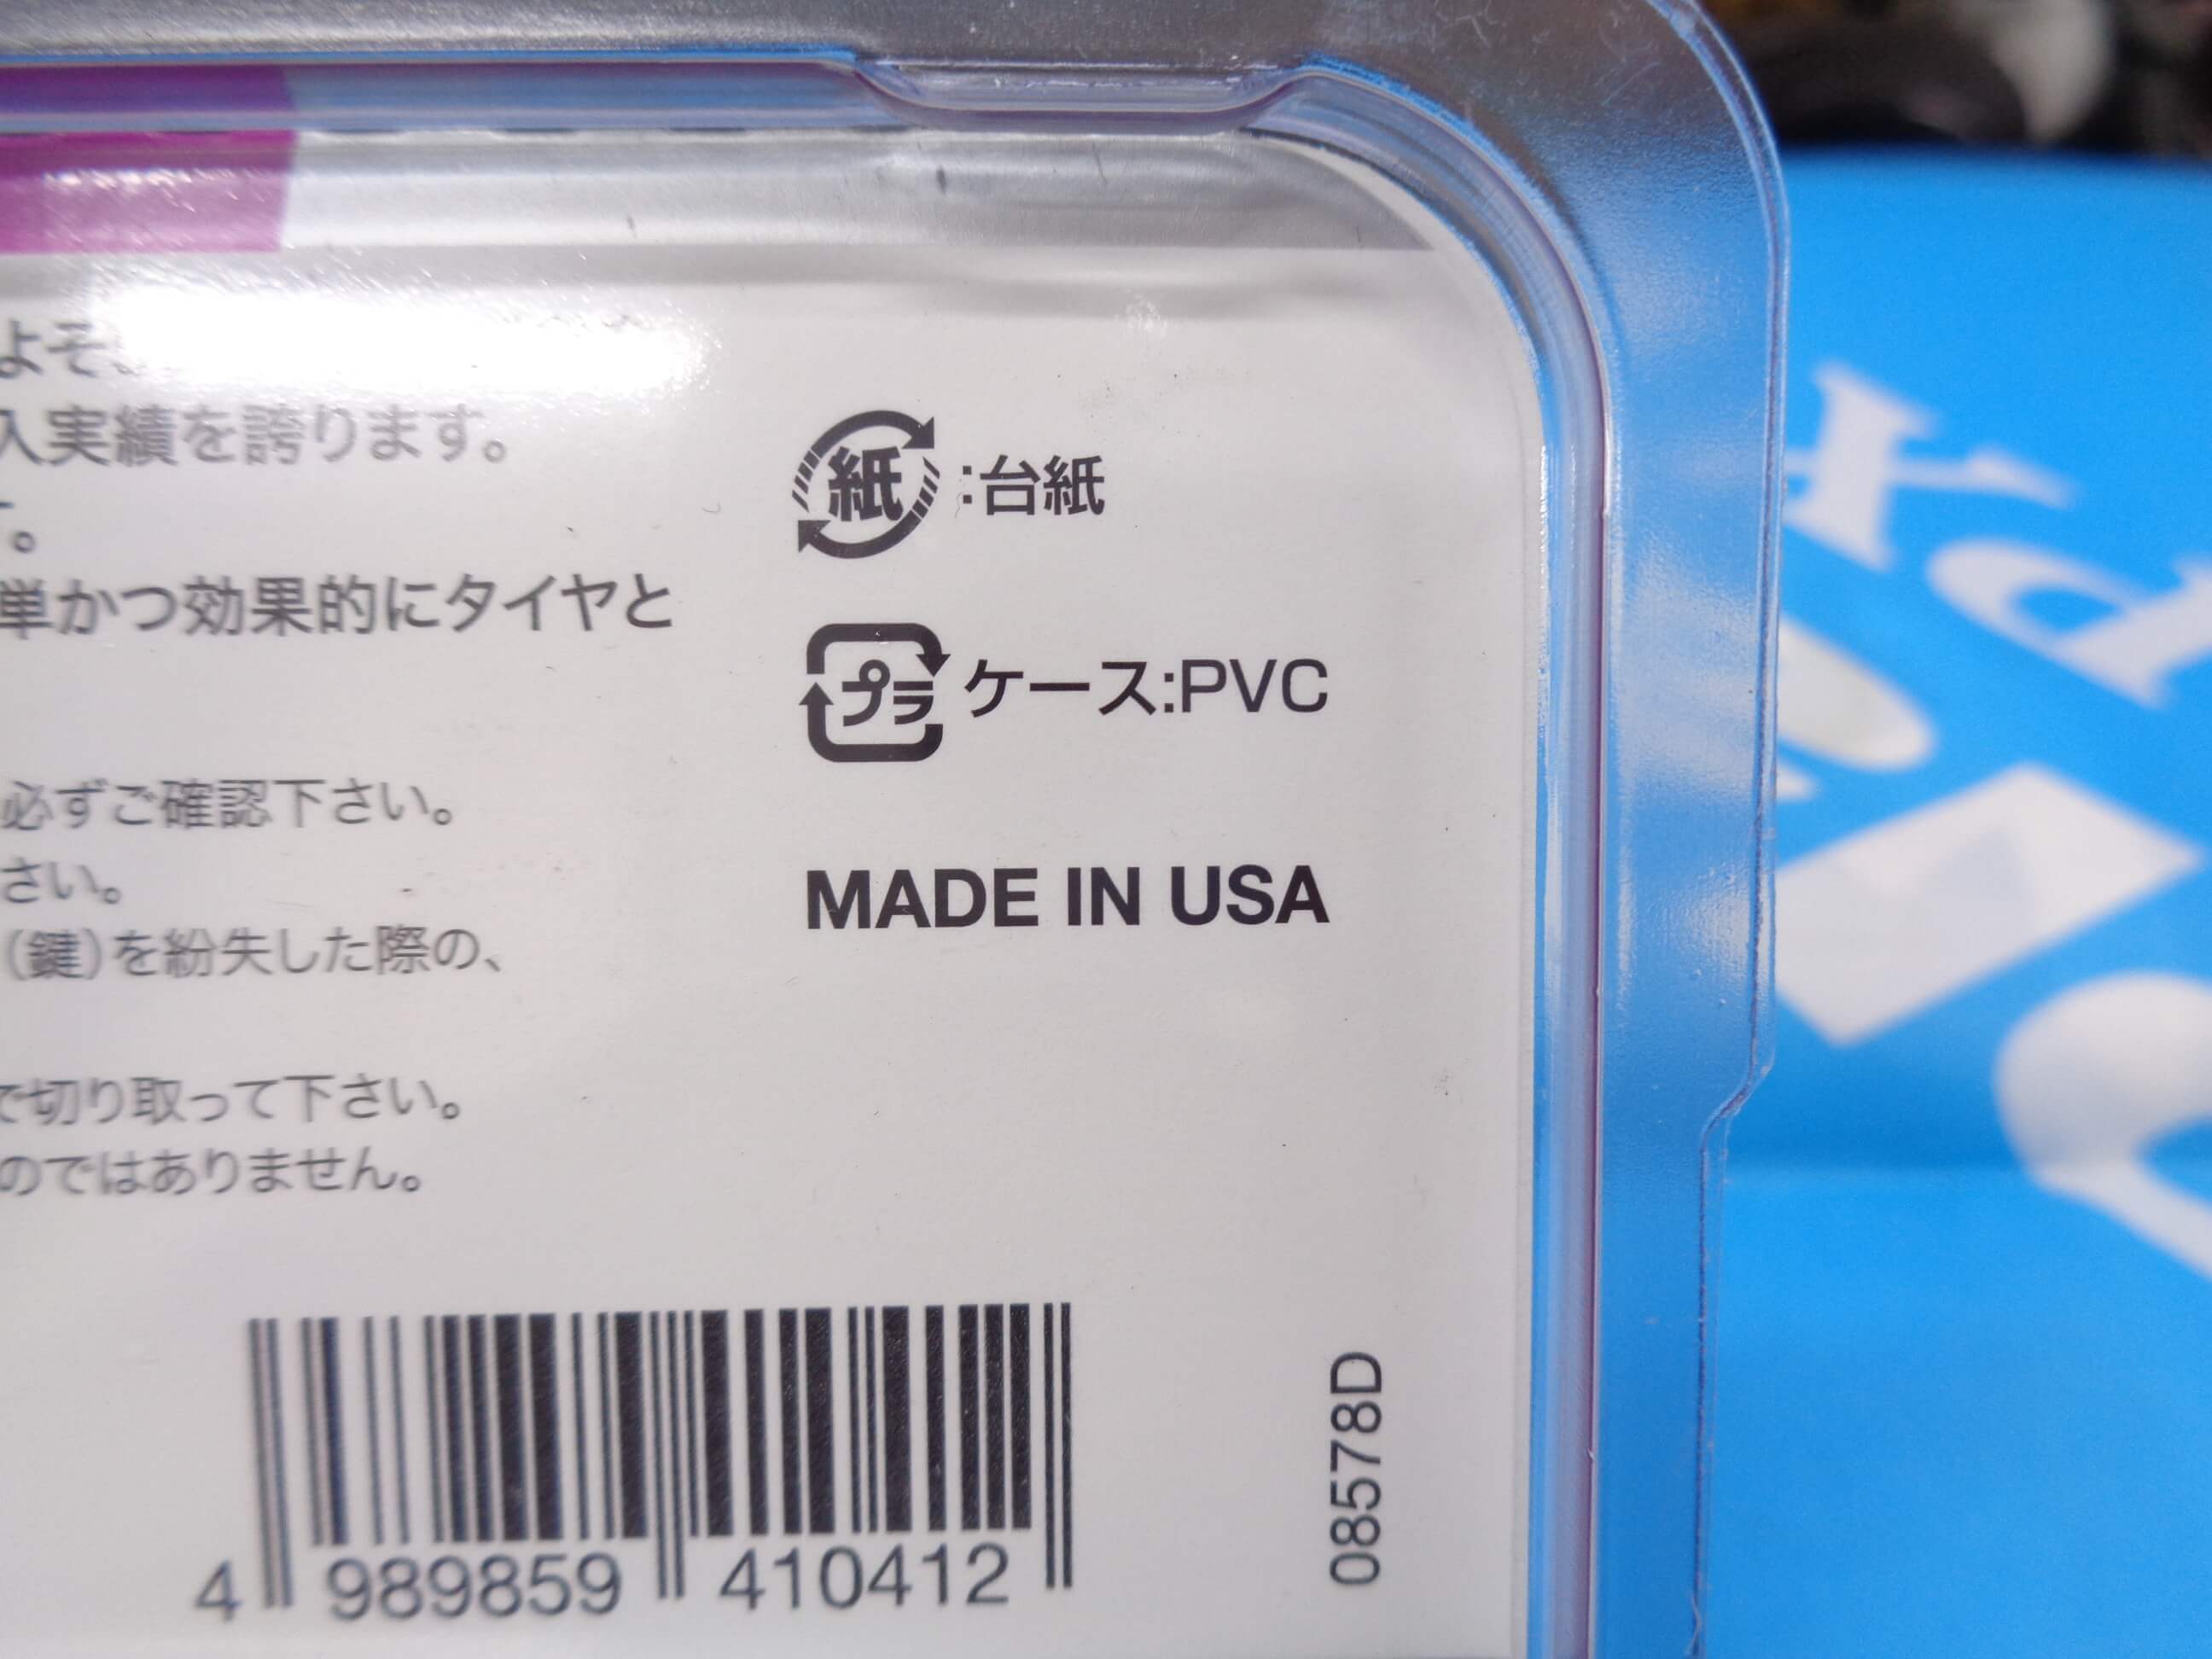 よそ
入実績を誇ります。
す。
単かつ効果的にタイヤと
必ずご確認下さい。
さい。
（鍵）を紛失した際の、
で切り取って下さい。
のではありません。
紙:台紙
プラ ケース:PVC
MADE IN USA
4 989859 410412
08578D